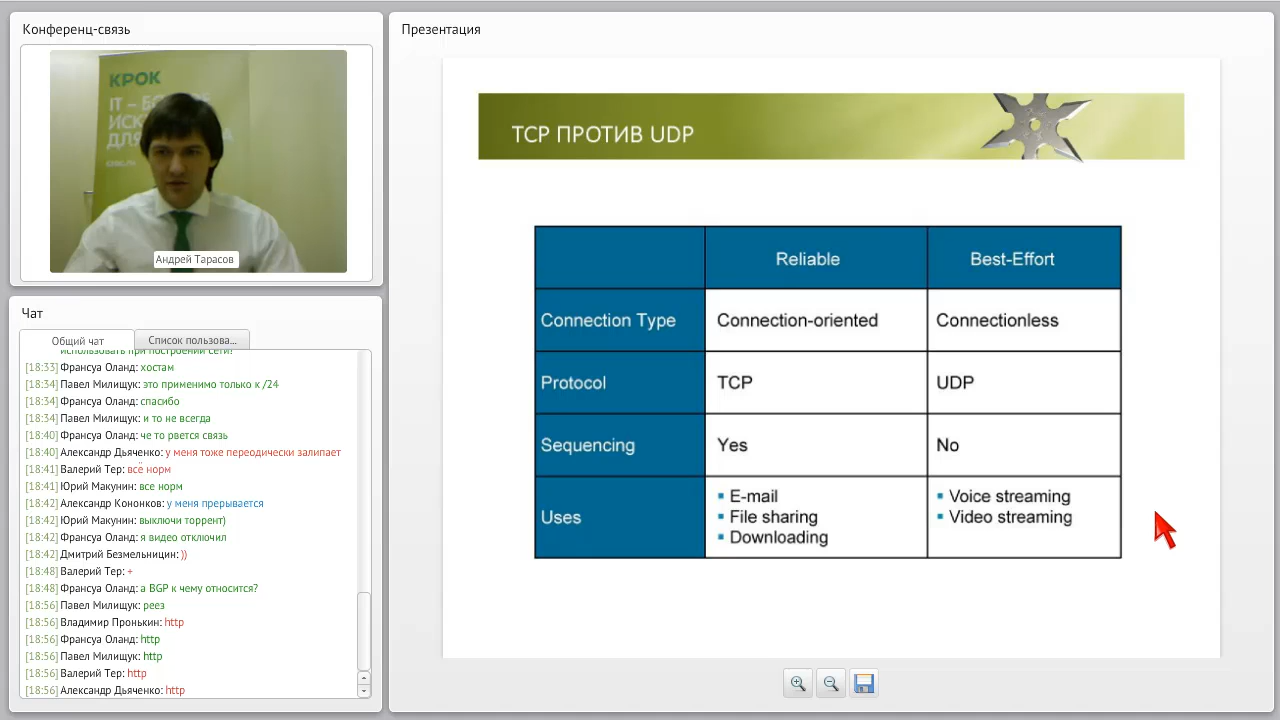 Конференц-связь
КРОК
IT –
Андрей Тарасов
Чат
Общий чат
Список пользова...
использовать при построении сети?
[18:33] Франсуа Оланд: хостам
[18:34] Павел Милищук: это применимо только к /24
[18:34] Франсуа Оланд: спасибо
[18:34] Павел Милищук: и то не всегда
[18:40] Франсуа Оланд: че то рвется связь
[18:40] Александр Дьяченко: у меня тоже переодически залипает
[18:41] Валерий Тер: все норм
[18:41] Юрий Макунин: все норм
[18:42] Александр Кононков: у меня прерывается
[18:42] Юрий Макунин: выключи торрент)
[18:42] Франсуа Оланд: я видео отключил
[18:42] Дмитрий Безмельницин: ))
[18:48] Валерий Тер: +
[18:48] Франсуа Оланд: а BGP к чему относится?
[18:56] Павел Милищук: реез
[18:56] Владимир Пронькин: http
[18:56] Франсуа Оланд: http
[18:56] Павел Милищук: http
[18:56] Валерий Тер: http
[18:56] Александр Дьяченко: http
Презентация
TCP ПРОТИВ UDP
Reliable Best-Effort
Connection Type Connection-oriented Connectionless
Protocol TCP UDP
Sequencing Yes No
Uses
▪ E-mail
▪ File sharing
▪ Downloading
▪ Voice streaming
▪ Video streaming